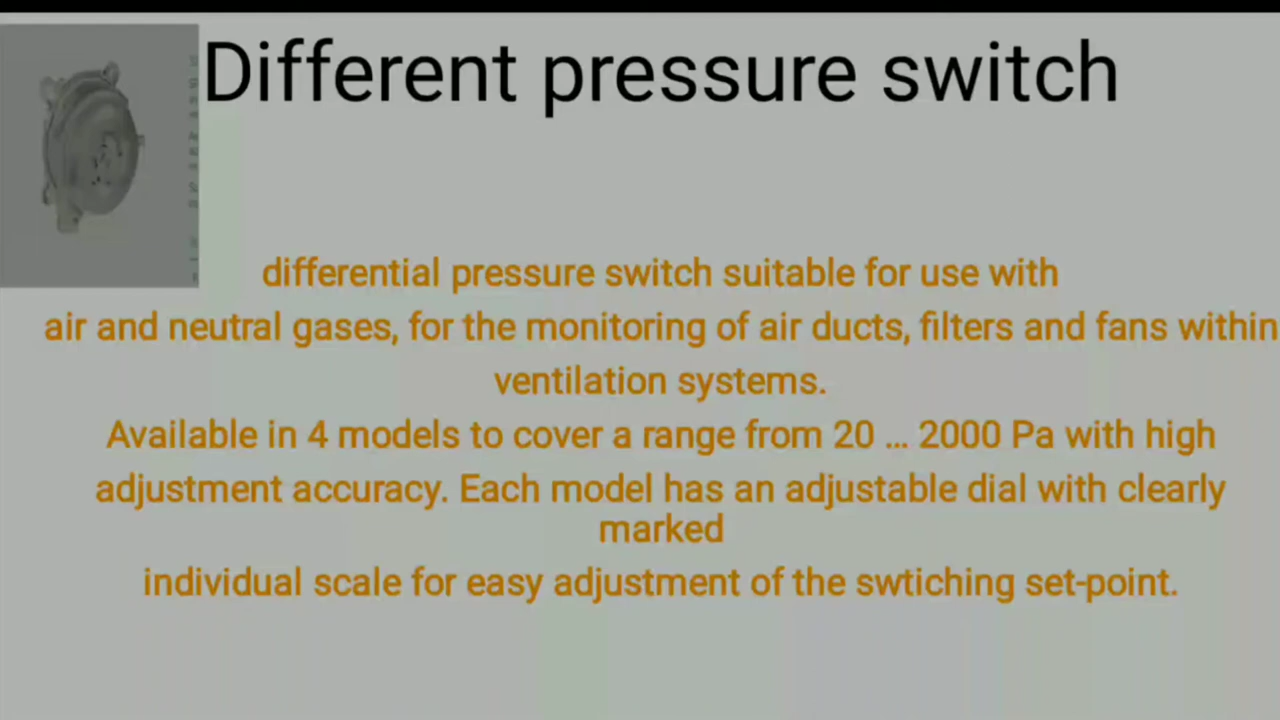 Different pressure switch
differential pressure switch suitable for use with
air and neutral gases, for the monitoring of air ducts, filters and fans within
ventilation systems.
Available in 4 models to cover a range from 20 ... 2000 Pa with high
adjustment accuracy. Each model has an adjustable dial with clearly
marked
individual scale for easy adjustment of the swtiching set-point.